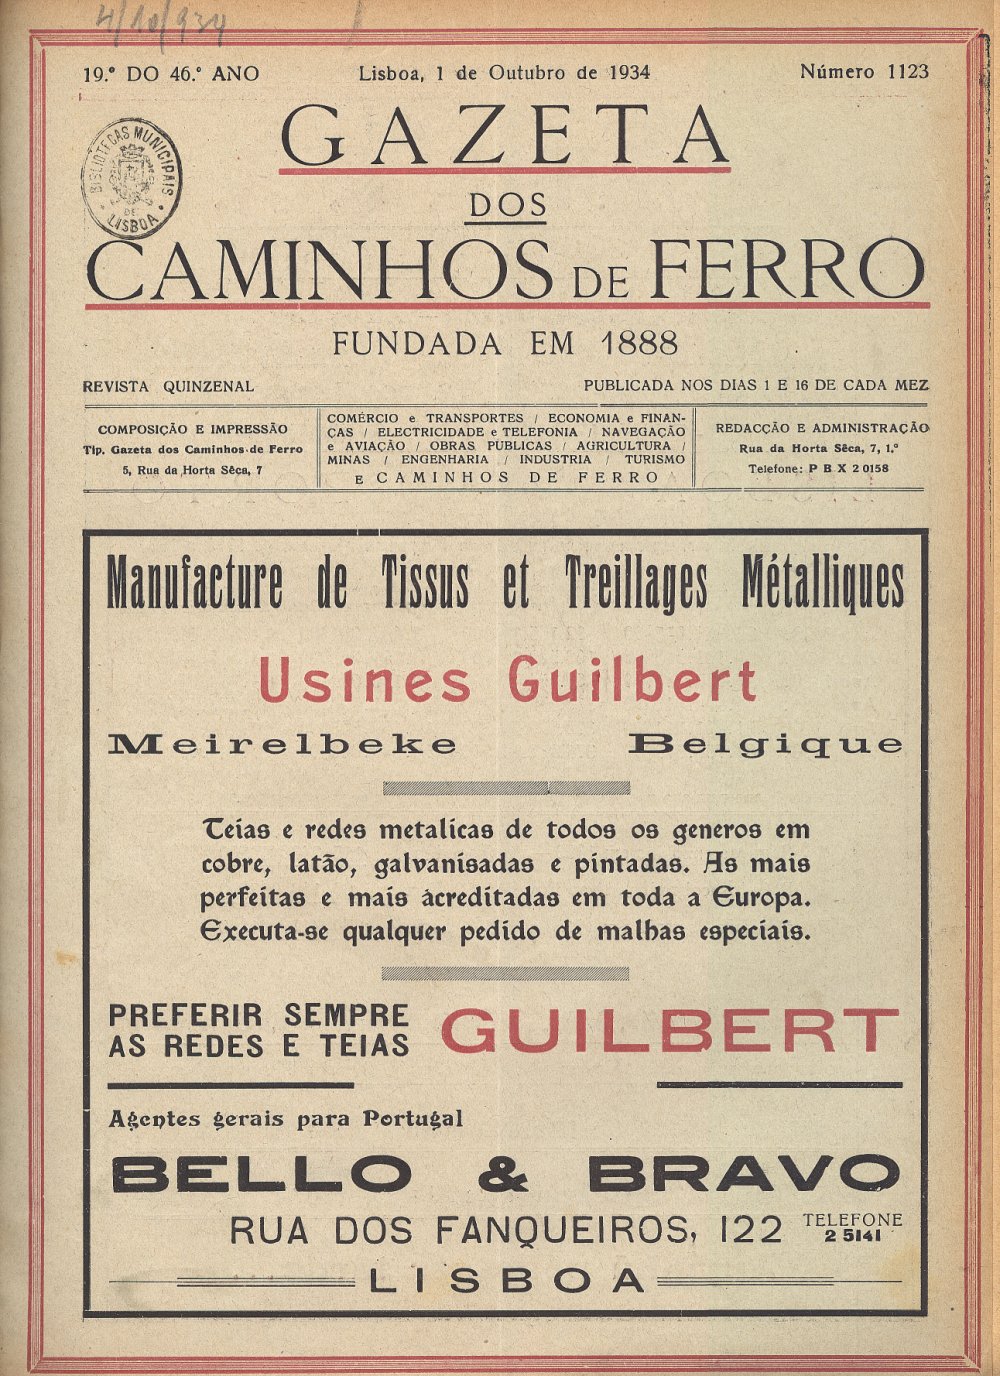 4/10/934
19.º DO 46.º ANO
Lisboa, 1 de Outubro de 1934
Número 1123
BIBLIOTECAS MUNICIPAIS
DE
LISBOA
GAZETA
DOS
CAMINHOS DE FERRO
FUNDADA EM 1888
REVISTA QUINZENAL
PUBLICADA NOS DIAS 1 E 16 DE CADA MEZ
COMPOSIÇÃO E IMPRESSÃO
Tip. Gazeta dos Caminhos de Ferro
5, Rua da Horta Sêca, 7
COMÉRCIO e TRANSPORTES / ECONOMIA e FINAN-
ÇAS / ELECTRICIDADE e TELEFONIA / NAVEGAÇÃO
e AVIAÇÃO / OBRAS PÚBLICAS / AGRICULTURA /
MINAS / ENGENHARIA / INDUSTRIA / TURISMO
E CAMINHOS DE FERRO
REDACÇÃO E ADMINISTRAÇÃO
Rua da Horta Sêca, 7, 1.º
Telefone: P B X 2 0158
Manufacture de Tissus et Treillages Métalliques
Usines Guilbert
Meirelbeke Belgique
Teias e redes metalicas de todos os generos em
cobre, latão, galvanisadas e pintadas. As mais
perfeitas e mais àcreditadas em toda a Europa.
Executa-se qualquer pedido de malhas especiais.
PREFERIR SEMPRE
AS REDES E TEIAS
GUILBERT
Agentes gerais para Portugal
BELLO & BRAVO
RUA DOS FANQUEIROS, 122
TELEFONE
2 5141
LISBOA